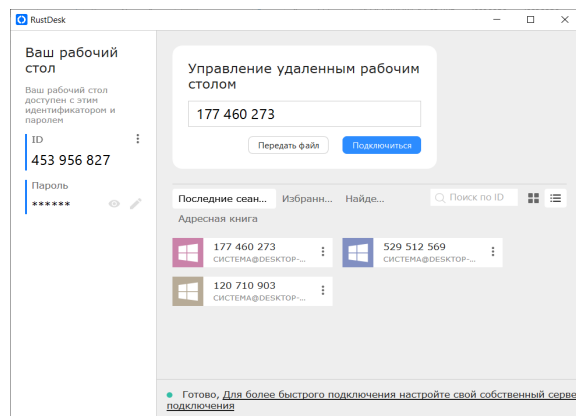 RustDesk
Ваш рабочий
стол
Ваш рабочий стол
доступен с этим
идентификатором и
паролем
ID
453 956 827
Пароль
******
Управление удаленным рабочим
столом
177 460 273
Передать файл
Подключиться
Последние сеан...
Избранн...
Найде...
Поиск по ID
Адресная книга
177 460 273
СИСТЕМА@DESKTOP-...
529 512 569
СИСТЕМА@DESKTOP-...
120 710 903
СИСТЕМА@DESKTOP-...
Готово, Для более быстрого подключения настройте свой собственный серве
подключения